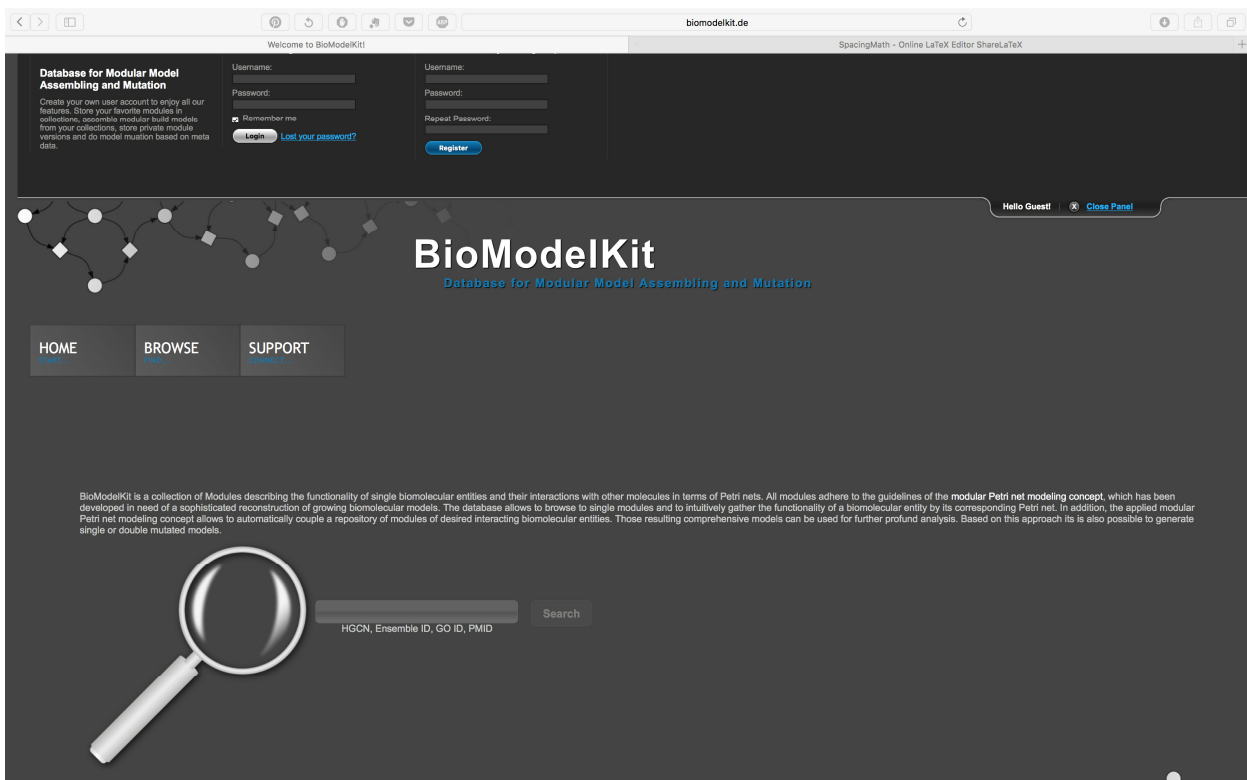 biomodelkit.de
Welcome to BioModelKit!
SpacingMath - Online LaTeX Editor ShareLaTeX
Database for Modular Model
Assembling and Mutation
Create your own user account to enjoy all our
features. Store your favorite modules in
collections, assemble modular build models
from your collections, store private module
versions and do model muation based on meta
data.
Username:
Password:
Remember me
Login Lost your password?
Username:
Password:
Repeat Password:
Register
Hello Guest! X Close Panel
BioModelKit
Database for Modular Model Assembling and Mutation
HOME BROWSE SUPPORT
BioModelKit is a collection of Modules describing the functionality of single biomolecular entities and their interactions with other molecules in terms of Petri nets. All modules adhere to the guidelines of the modular Petri net modeling concept, which has been
developed in need of a sophisticated reconstruction of growing biomolecular models. The database allows to browse to single modules and to intuitively gather the functionality of a biomolecular entity by its corresponding Petri net. In addition, the applied modular
Petri net modeling concept allows to automatically couple a repository of modules of desired interacting biomolecular entities. Those resulting comprehensive models can be used for further profund analysis. Based on this approach its is also possible to generate
single or double mutated models.
Search
HGCN, Ensemble ID, GO ID, PMID